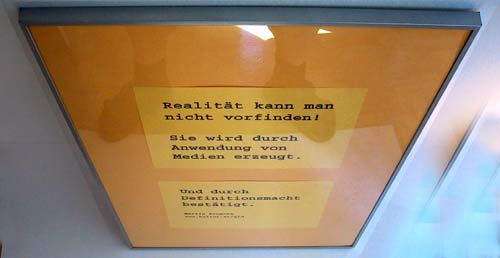 Realität kann man
nicht vorfinden!
Sie wird durch
Anwendung von
Medien erzeugt.
Und durch
Definitionsmacht
bestätigt.